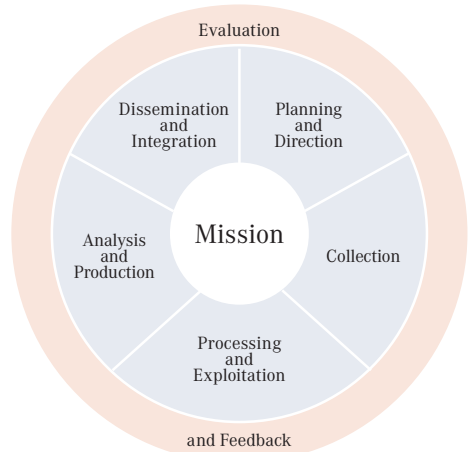 Evaluation
Dissemination
and
Integration
Planning
and
Direction
Mission
Analysis
and
Production
Collection
Processing
and
Exploitation
and Feedback